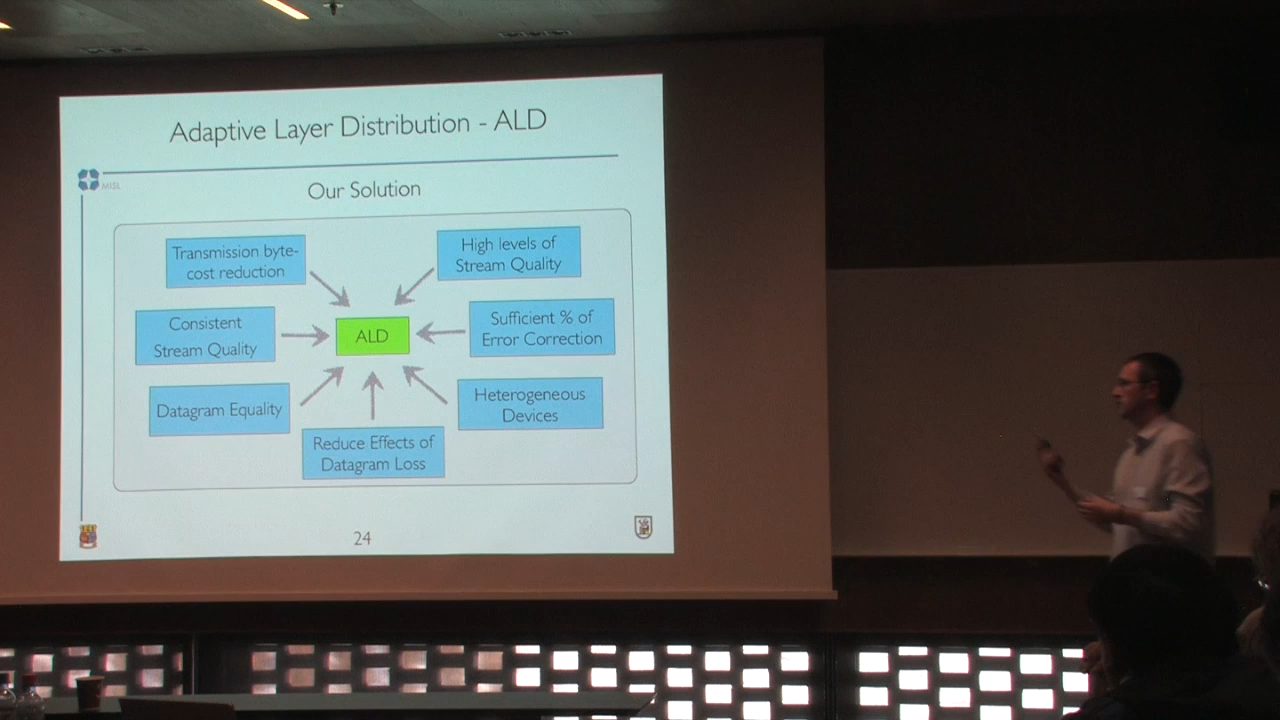 Adaptive Layer Distribution - ALD
MISL
Our Solution
Transmission byte-
cost reduction
High levels of
Stream Quality
Consistent
Stream Quality
ALD
Sufficient % of
Error Correction
Datagram Equality
Heterogeneous
Devices
Reduce Effects of
Datagram Loss
24